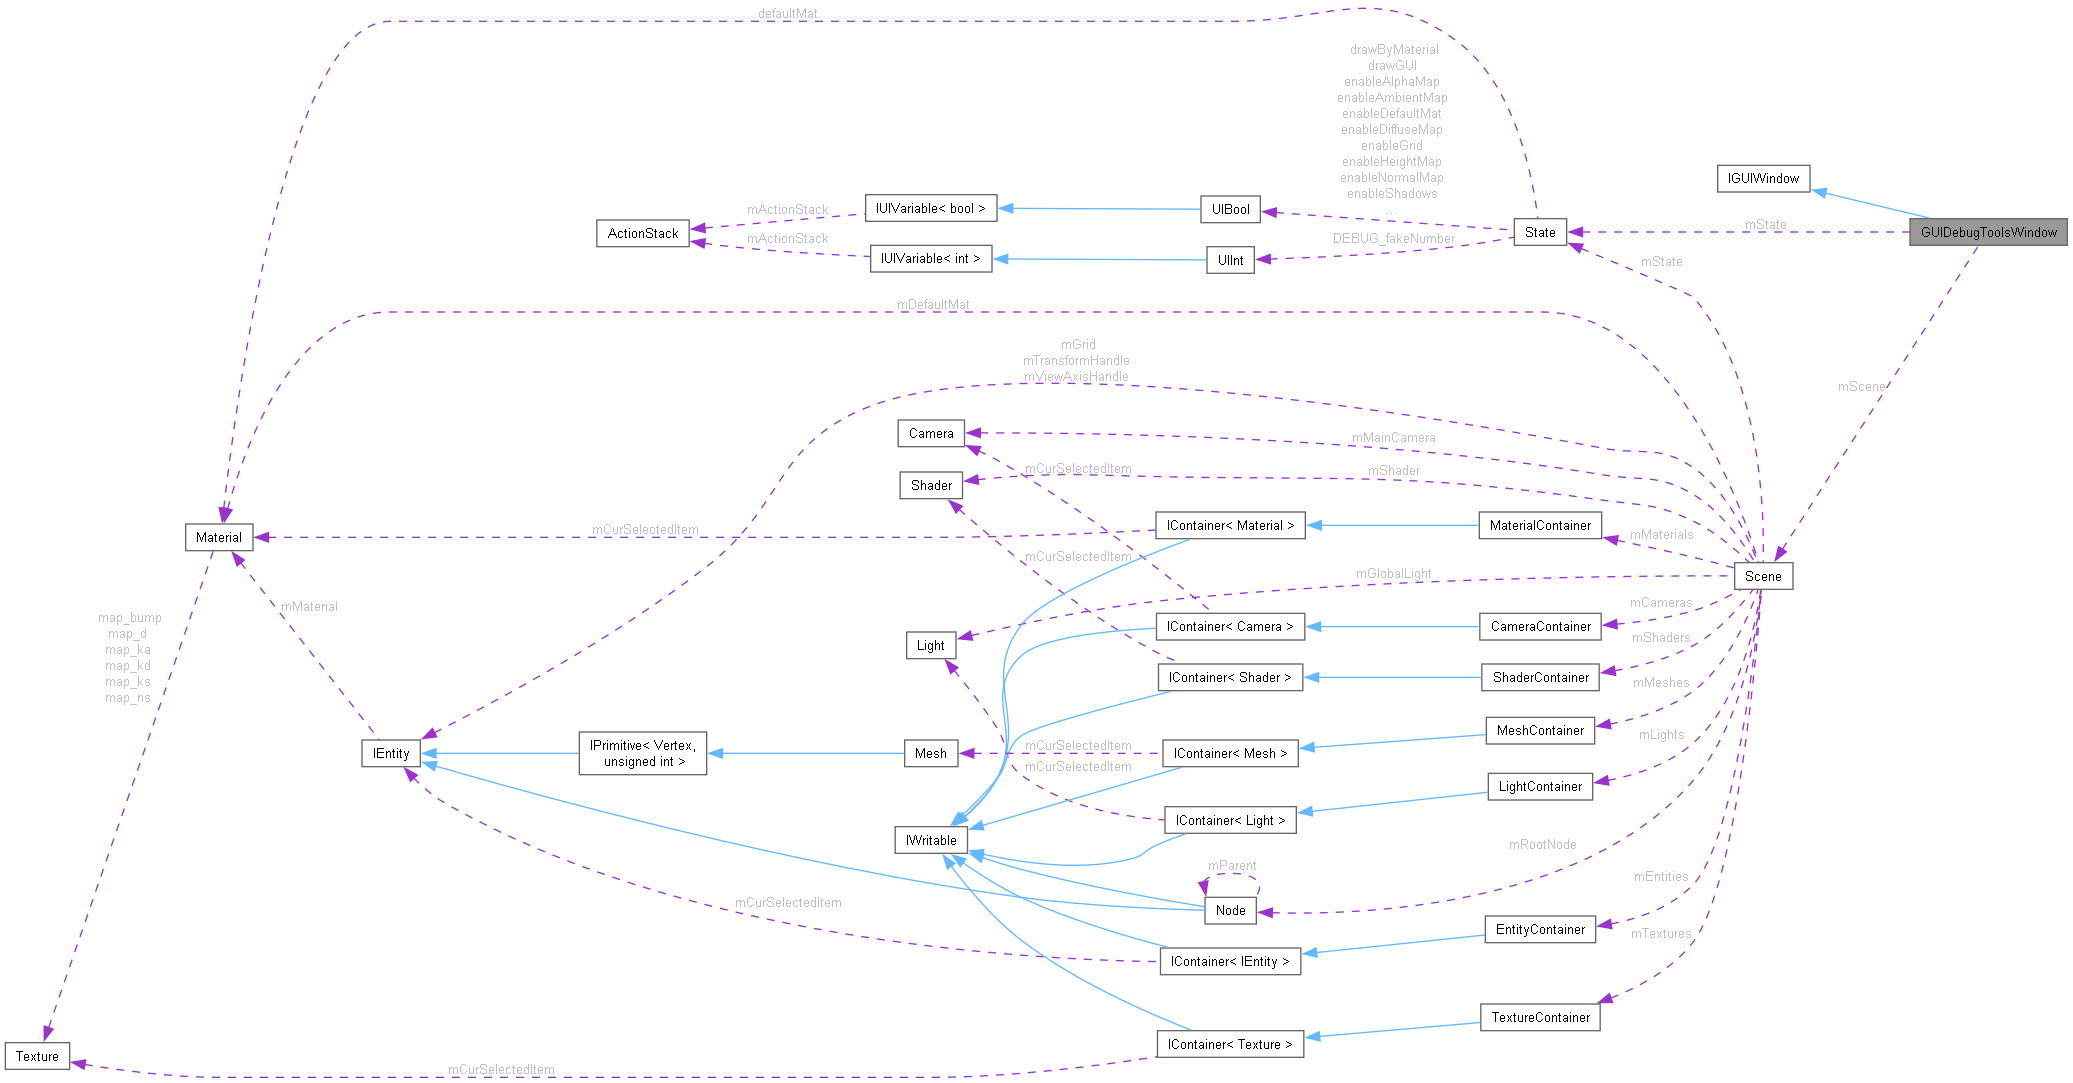 defaultMat
drawByMaterial
drawGUI
enableAlphaMap
enableAmbientMap
enableDefaultMat
enableDiffuseMap
enableGrid
enableHeightMap
enableNormalMap
enableShadows
...
IGUIWindow
mActionStack
IUIVariable< bool >
UIBool
ActionStack
State
mState
GUIDebugToolsWindow
mActionStack
IUIVariable< int >
UIInt
DEBUG_fakeNumber
mState
mDefaultMat
mGrid
mTransformHandle
mViewAxisHandle
mScene
Camera
mMainCamera
mCurSelectedItem
mShader
Shader
Material
mCurSelectedItem
IContainer< Material >
MaterialContainer
mMaterials
mCurSelectedItem
mGlobalLight
Scene
mMaterial
map_bump
map_d
map_ka
map_kd
map_ks
map_ns
mCameras
IContainer< Camera >
CameraContainer
Light
mShaders
IContainer< Shader >
ShaderContainer
mMeshes
MeshContainer
mLights
IEntity
IPrimitive< Vertex,
unsigned int >
Mesh
mCurSelectedItem
IContainer< Mesh >
mCurSelectedItem
LightContainer
IContainer< Light >
IWritable
mRootNode
mParent
mEntities
Node
mCurSelectedItem
EntityContainer
mTextures
IContainer< IEntity >
TextureContainer
IContainer< Texture >
Texture
mCurSelectedItem